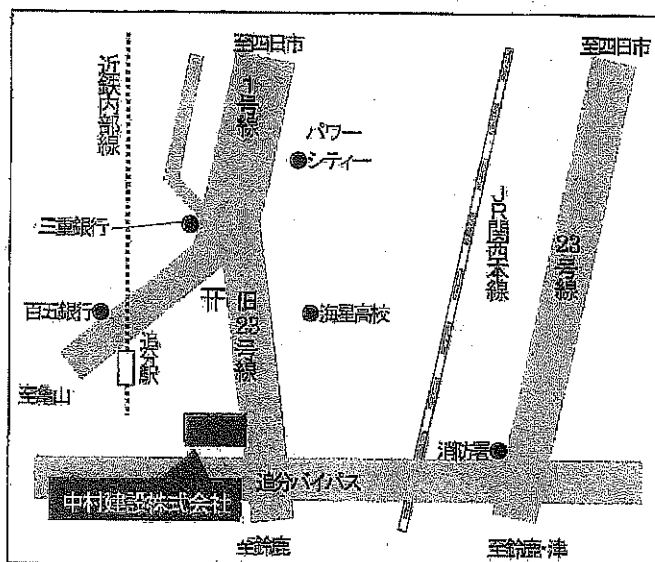 至四日市
至四日市
近鉄内部線
1号線
パワー
シティー
JR関西本線
23号線
三重銀行
百五銀行
旧23号線
海星高校
追分駅
至亀山
消防署
追分バイパス
中村建設株式会社
至鈴鹿
至鈴鹿・津